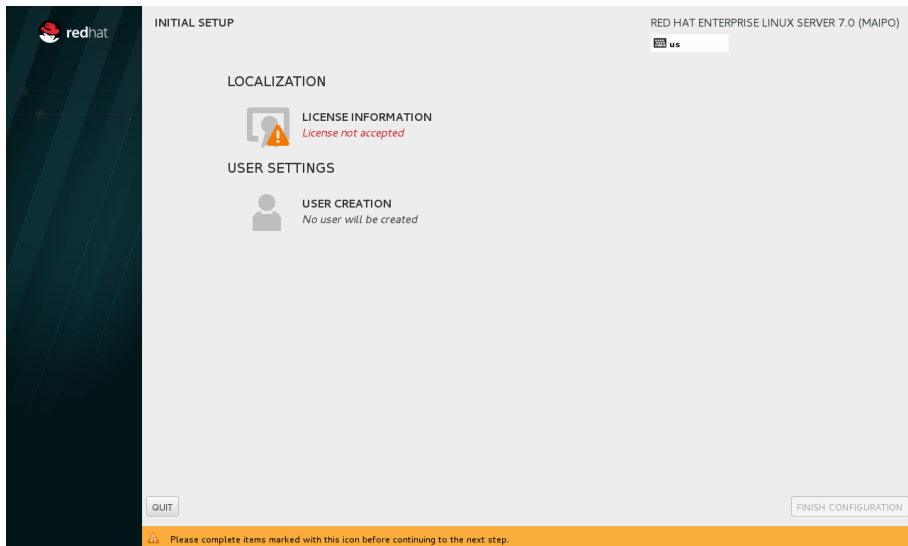 redhat
INITIAL SETUP
RED HAT ENTERPRISE LINUX SERVER 7.0 (MAIPO)
us
LOCALIZATION
LICENSE INFORMATION
License not accepted
USER SETTINGS
USER CREATION
No user will be created
QUIT
FINISH CONFIGURATION
Please complete items marked with this icon before continuing to the next step.